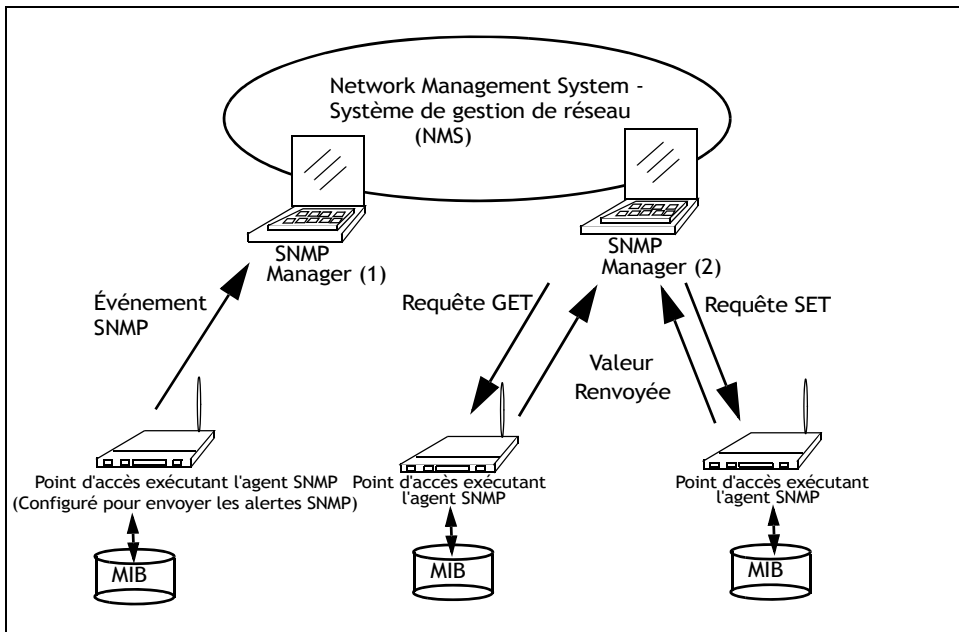 Network Management System -
Système de gestion de réseau
(NMS)
SNMP
Manager (1)
SNMP
Manager (2)
Événement
SNMP
Requête GET
Requête SET
Valeur
Renvoyée
Point d'accès exécutant l'agent SNMP
(Configuré pour envoyer les alertes SNMP)
Point d'accès exécutant
l'agent SNMP
Point d'accès exécutant
l'agent SNMP
MIB
MIB
MIB